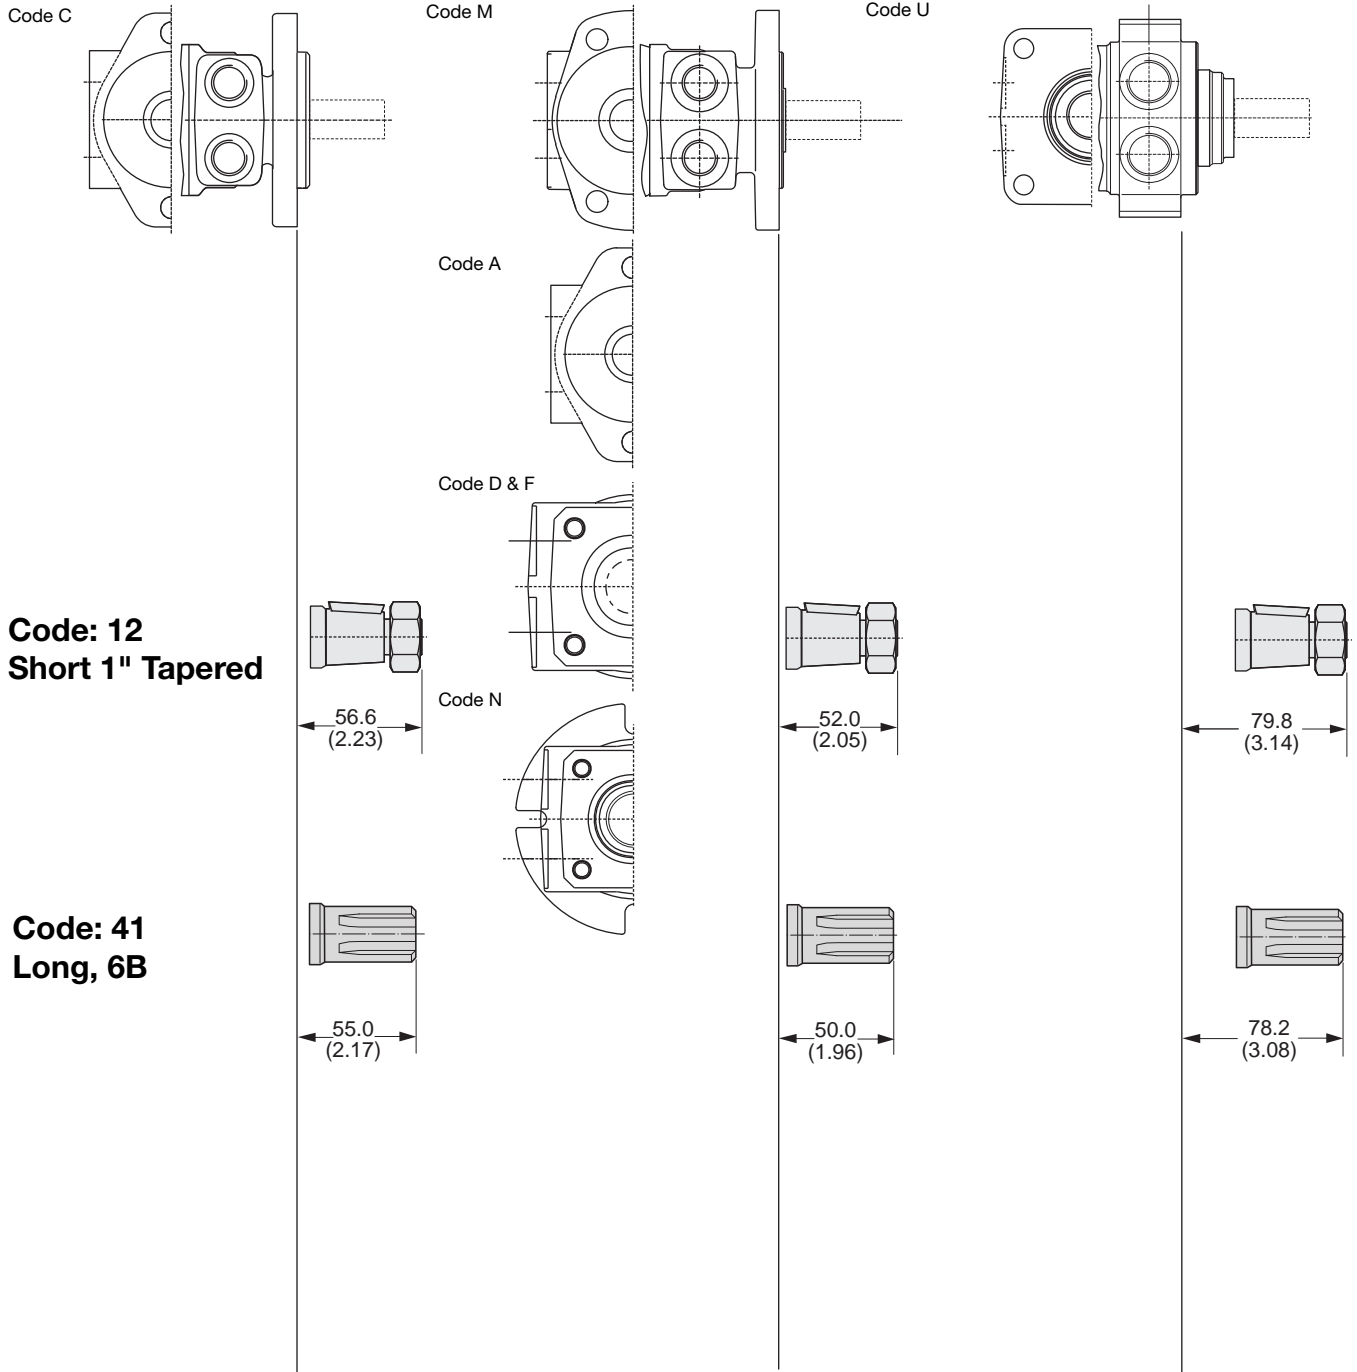 Code C
Code M
Code U
Code A
Code D & F
Code: 12
Short 1" Tapered
56.6
(2.23)
52.0
(2.05)
79.8
(3.14)
Code N
Code: 41
Long, 6B
55.0
(2.17)
50.0
(1.96)
78.2
(3.08)